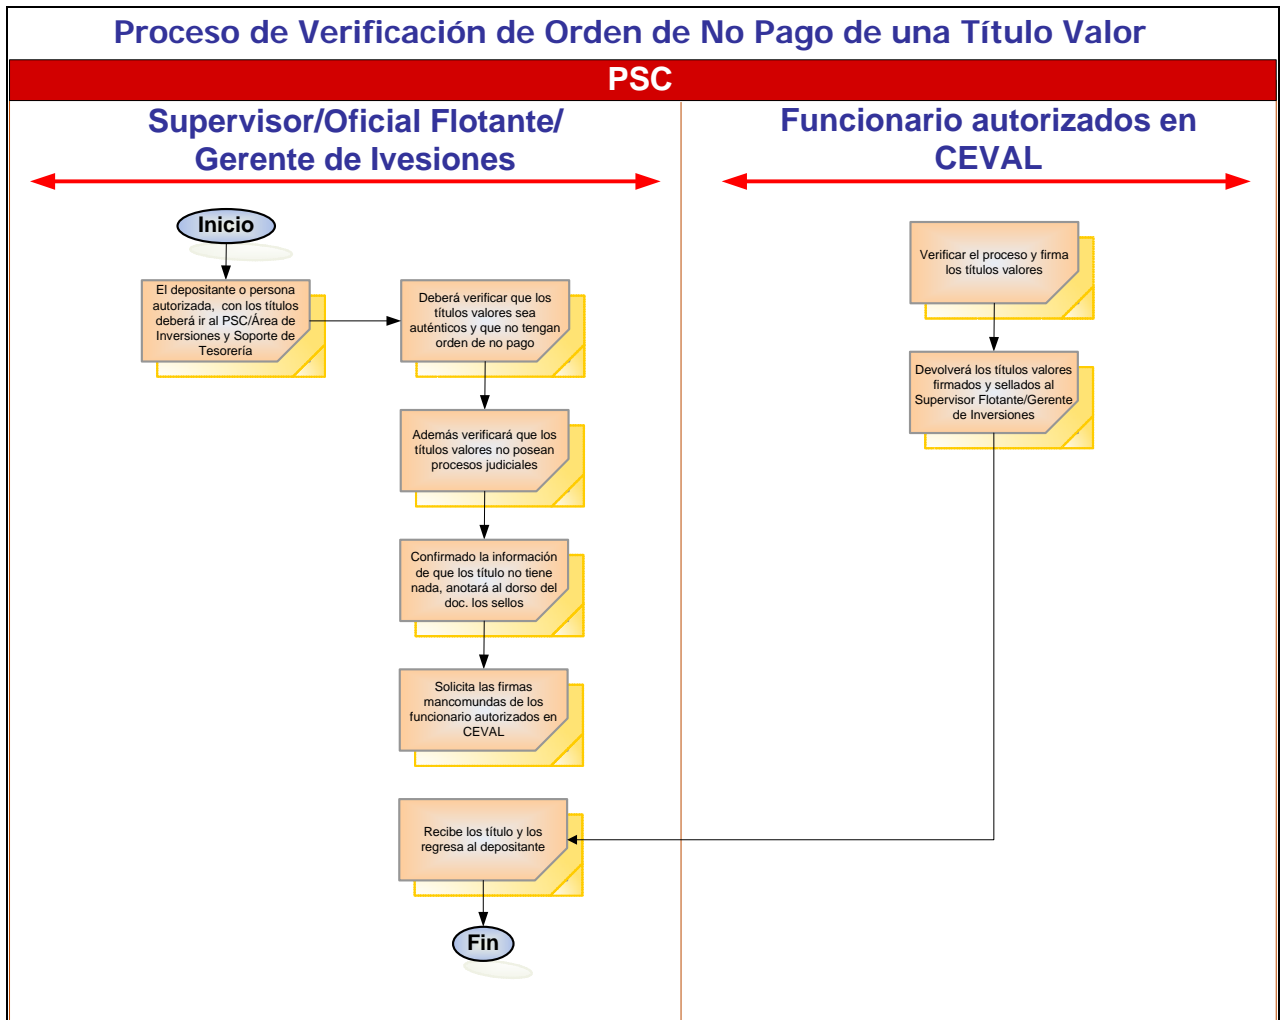 Proceso de Verificación de Orden de No Pago de una Título Valor
PSC
Supervisor/Oficial Flotante/
Gerente de Ivesiones
Funcionario autorizados en
CEVAL
Inicio
El depositante o persona
autorizada, con los títulos
deberá ir al PSC/Área de
Inversiones y Soporte de
Tesorería
Deberá verificar que los
títulos valores sea
auténticos y que no tengan
orden de no pago
Además verificará que los
títulos valores no posean
procesos judiciales
Confirmado la información
de que los título no tiene
nada, anotará al dorso del
doc. los sellos
Solicita las firmas
mancomundas de los
funcionario autorizados en
CEVAL
Verificar el proceso y firma
los títulos valores
Devolverá los títulos valores
firmados y sellados al
Supervisor Flotante/Gerente
de Inversiones
Recibe los título y los
regresa al depositante
Fin